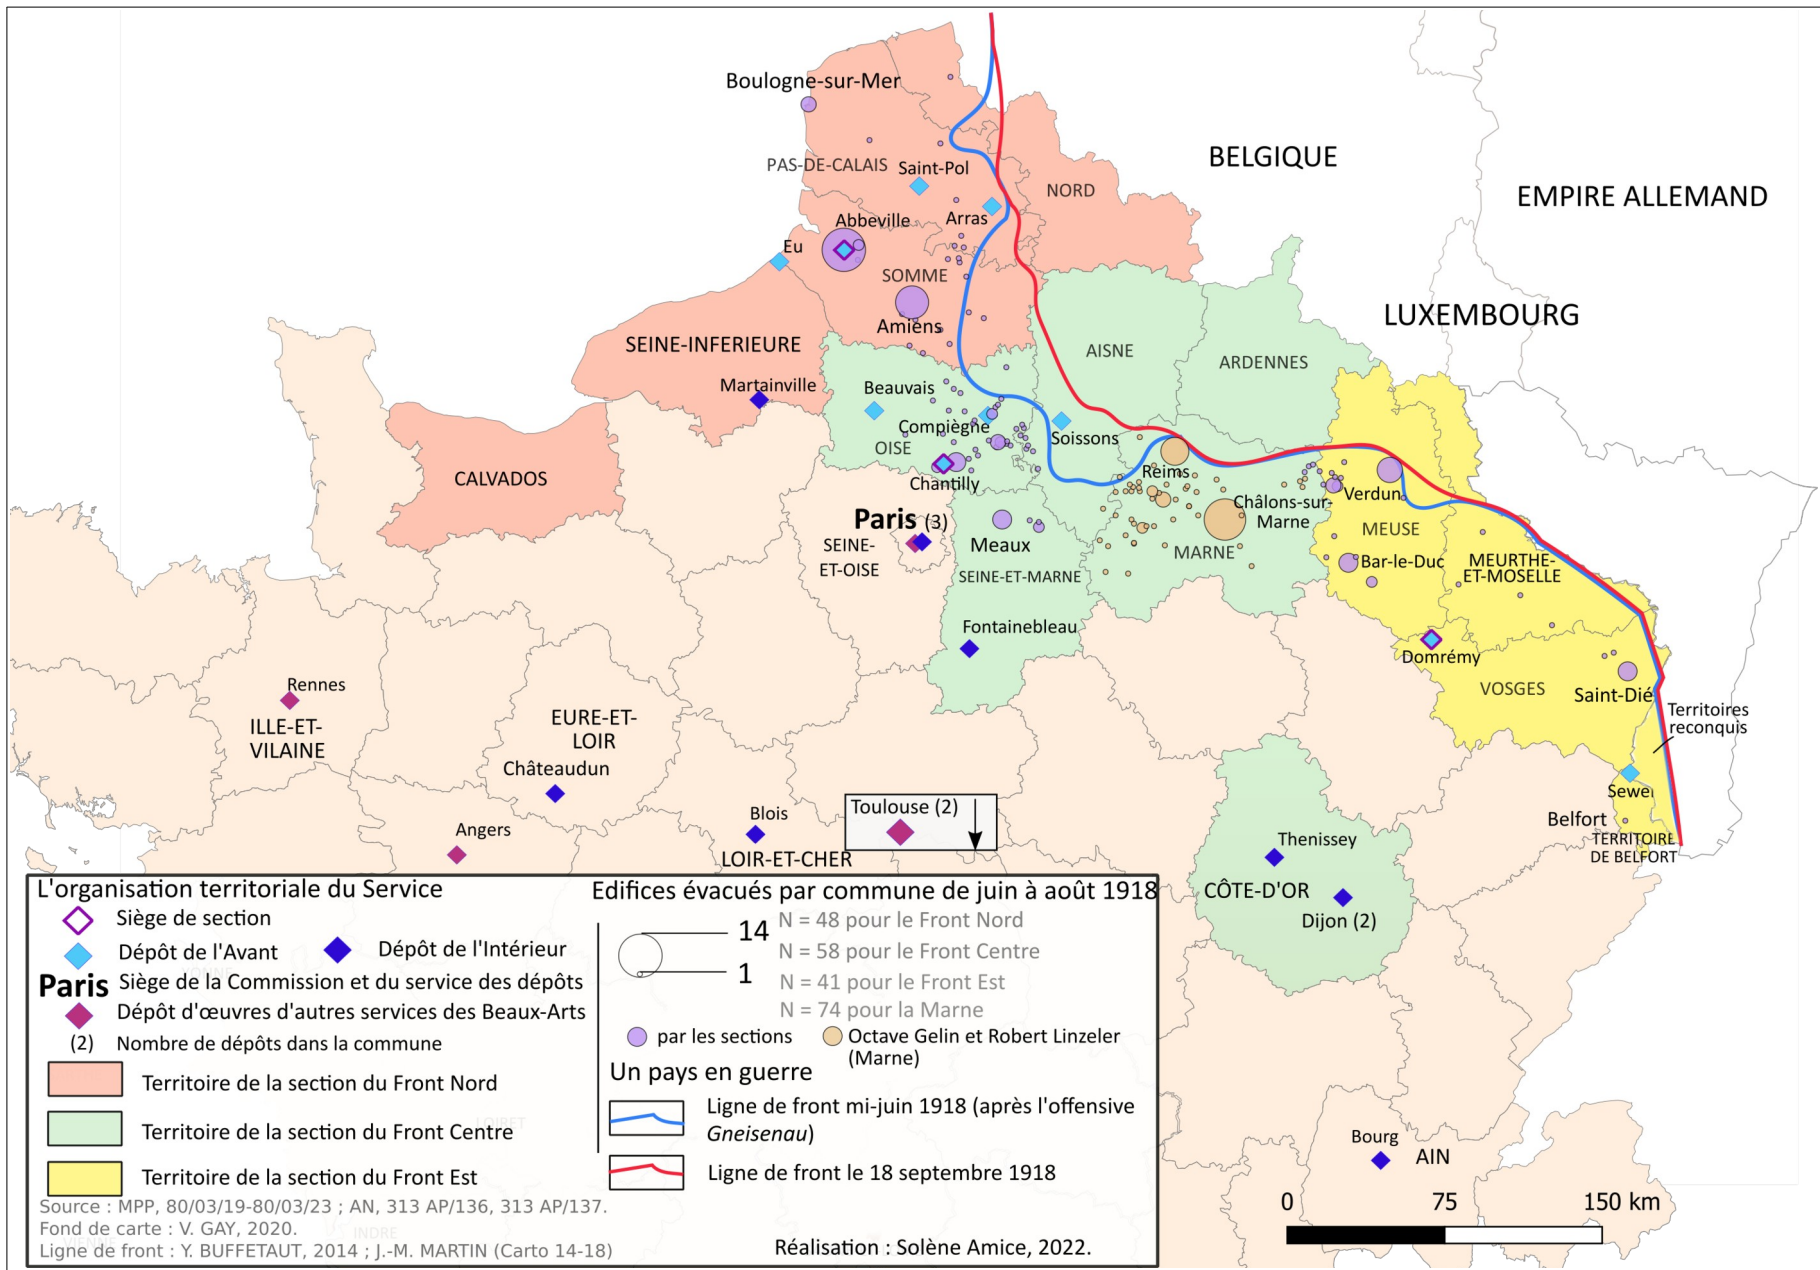 Boulogne-sur-Mer
PAS-DE-CALAIS
Saint-Pol
NORD
BELGIQUE
EMPIRE ALLEMAND
Abbeville
Arras
Eu
SOMME
LUXEMBOURG
Amiens
SEINE-INFERIEURE
AISNE
ARDENNES
Martainville
Beauvais
Compiègne
OISE
Soissons
CALVADOS
Chantilly
Reims
Verdun
Châlons-sur-
Marne
Paris (3)
Meaux
MEUSE
SEINE-
ET-OISE
MARNE
Bar-le-Duc
MEURTHE-
ET-MOSELLE
SEINE-ET-MARNE
Fontainebleau
Domrémy
Rennes
VOSGES
Saint-Dié
ILLE-ET-
VILAINE
EURE-ET-
LOIR
Territoires
reconquis
Châteaudun
Sewen
Blois
Toulouse (2)
Angers
Belfort
LOIR-ET-CHER
Thenissey
TERRITOIRE
DE BELFORT
CÔTE-D'OR
Dijon (2)
Bourg
AIN
L'organisation territoriale du Service
Siège de section
Dépôt de l'Avant
Dépôt de l'Intérieur
YONNE
Paris Siège de la Commission et du service des dépôts
Dépôt d'œuvres d'autres services des Beaux-Arts
(2) Nombre de dépôts dans la commune
Territoire de la section du Front Nord
LOIRET
Territoire de la section du Front Centre
Territoire de la section du Front Est
Edifices évacués par commune de juin à août 1918
14
1
N = 48 pour le Front Nord
N = 58 pour le Front Centre
N = 41 pour le Front Est
N = 74 pour la Marne
par les sections
Octave Gelin et Robert Linzeler
(Marne)
Un pays en guerre
Ligne de front mi-juin 1918 (après l'offensive
Gneisenau)
Ligne de front le 18 septembre 1918
Source : MPP, 80/03/19-80/03/23 ; AN, 313 AP/136, 313 AP/137.
Fond de carte : V. GAY, 2020.
INDRE
Ligne de front : Y. BUFFETAUT, 2014 ; J.-M. MARTIN (Carto 14-18)
Réalisation : Solène Amice, 2022.
0 75 150 km